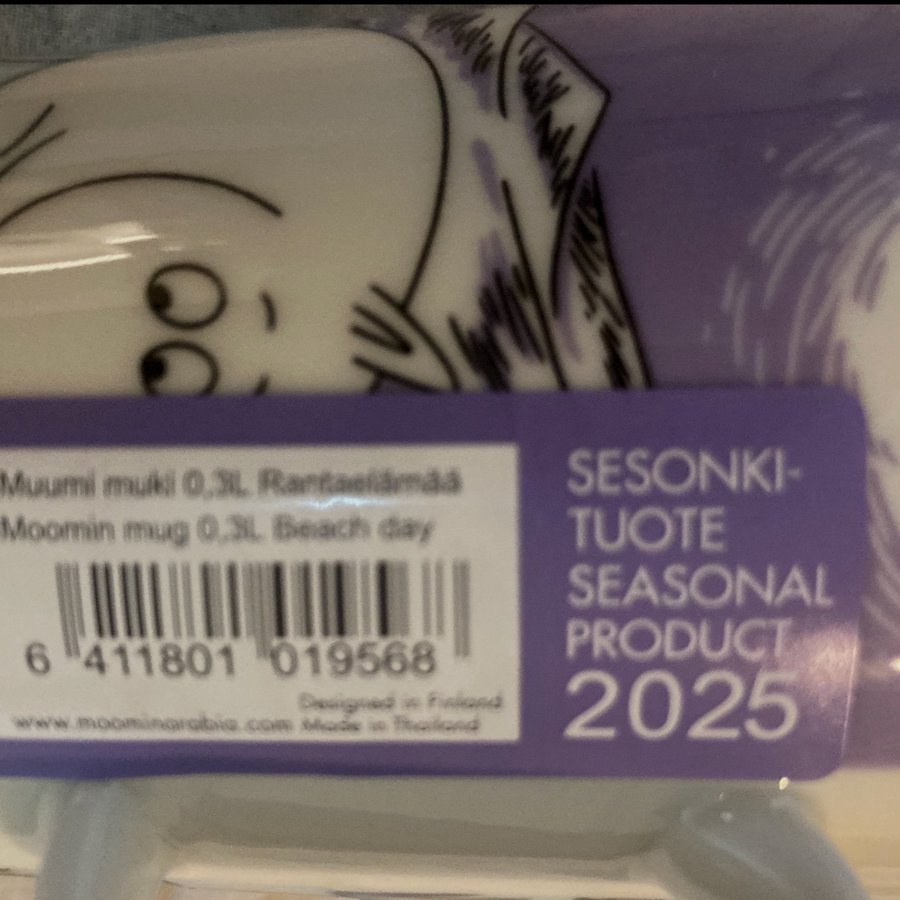 Muumi muki 0,3L Rantaelämää
Moomin mug 0,3L Beach day
6 411801 019568
Designed in Finland
www.moominarabia.com Made in Thailand
SESONKI-
TUOTE
SEASONAL
PRODUCT
2025